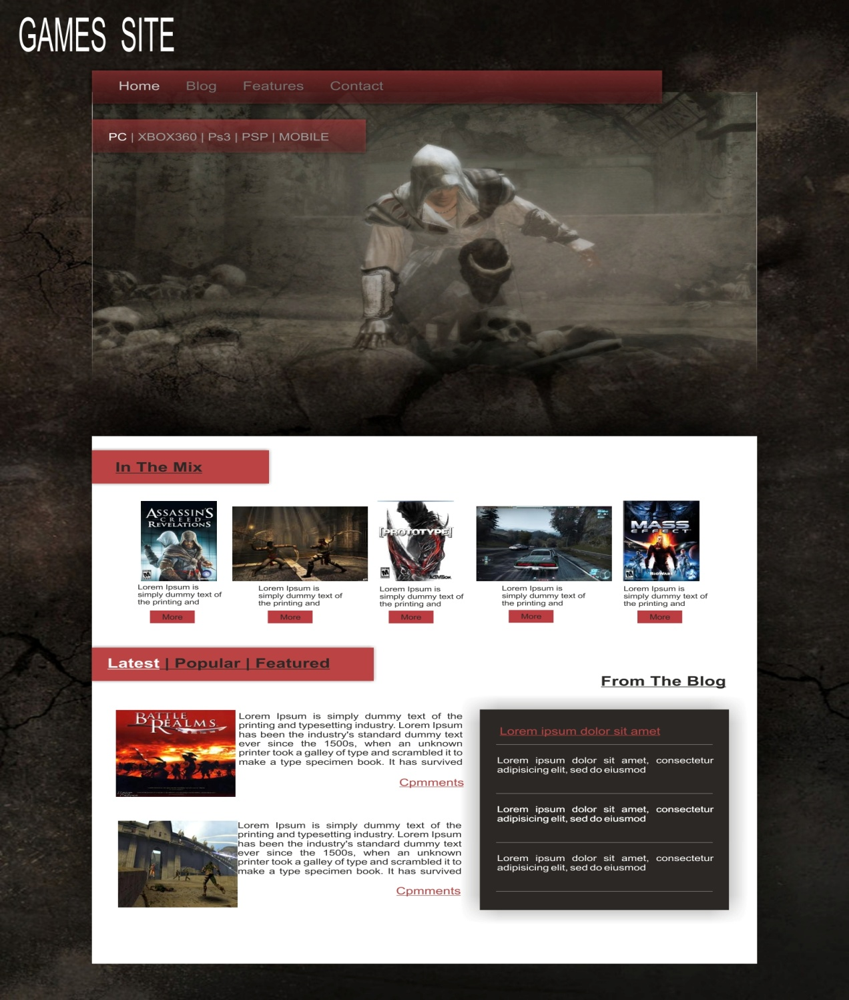 GAMES SITE
Home Blog Features Contact
PC | XBOX360 | Ps3 | PSP | MOBILE
In The Mix
ASSASSIN'S
CREED
REVELATIONS
M
[PROTOTYPE]
M
ACTIVISION.
MASS
EFFECT
M
BIOWARE
Lorem Ipsum is
simply dummy text of
the printing and
More
Lorem Ipsum is
simply dummy text of
the printing and
More
Lorem Ipsum is
simply dummy text of
the printing and
More
Lorem Ipsum is
simply dummy text of
the printing and
More
Lorem Ipsum is
simply dummy text of
the printing and
More
Latest | Popular | Featured
BATTLE
REALMS
Lorem Ipsum is simply dummy text of the
printing and typesetting industry. Lorem Ipsum
has been the industry's standard dummy text
ever since the 1500s, when an unknown
printer took a galley of type and scrambled it to
make a type specimen book. It has survived
Cpmments
Lorem Ipsum is simply dummy text of the
printing and typesetting industry. Lorem Ipsum
has been the industry's standard dummy text
ever since the 1500s, when an unknown
printer took a galley of type and scrambled it to
make a type specimen book. It has survived
Cpmments
From The Blog
Lorem ipsum dolor sit amet
Lorem ipsum dolor sit amet, consectetur
adipisicing elit, sed do eiusmod
Lorem ipsum dolor sit amet, consectetur
adipisicing elit, sed do eiusmod
Lorem ipsum dolor sit amet, consectetur
adipisicing elit, sed do eiusmod